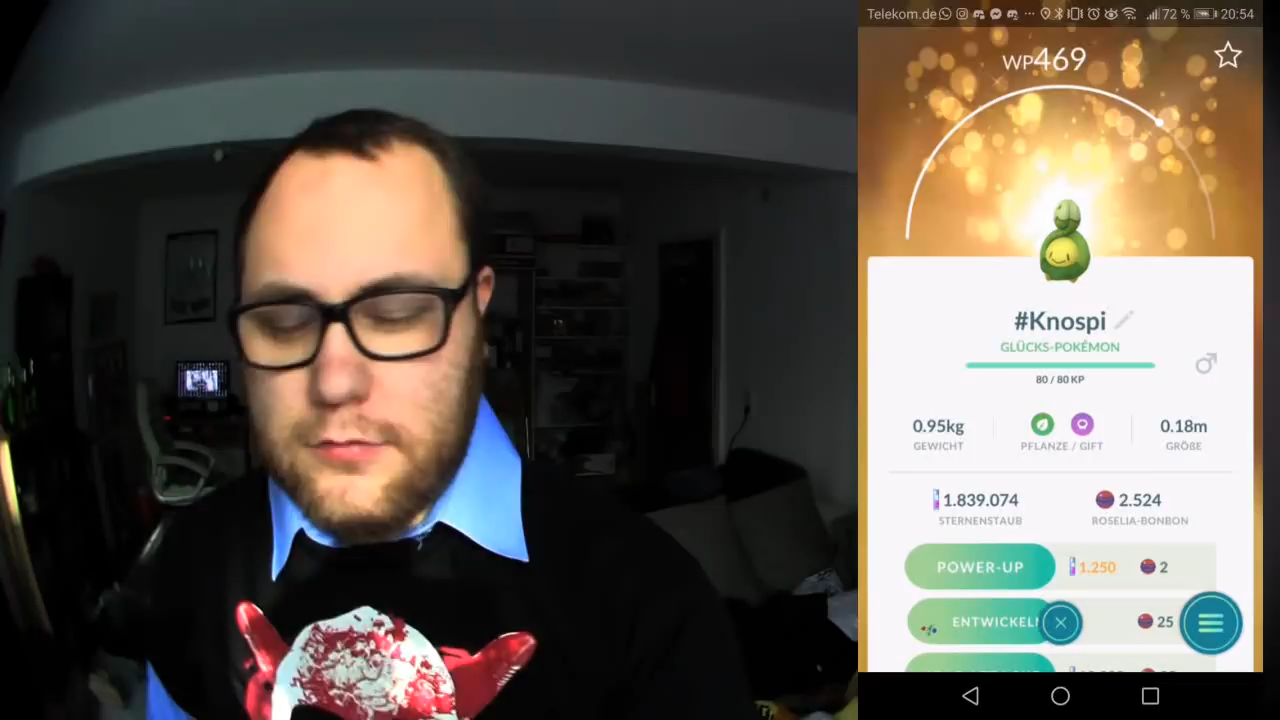 Telekom.de 72 % 20:54
WP469
#Knospi
GLÜCKS-POKÉMON
80 / 80 KP
0.95kg
GEWICHT
PFLANZE / GIFT
0.18m
GRÖßE
1.839.074
STERNENSTAUB
2.524
ROSELIA-BONBON
POWER-UP 1.250 2
ENTWICKELN 25